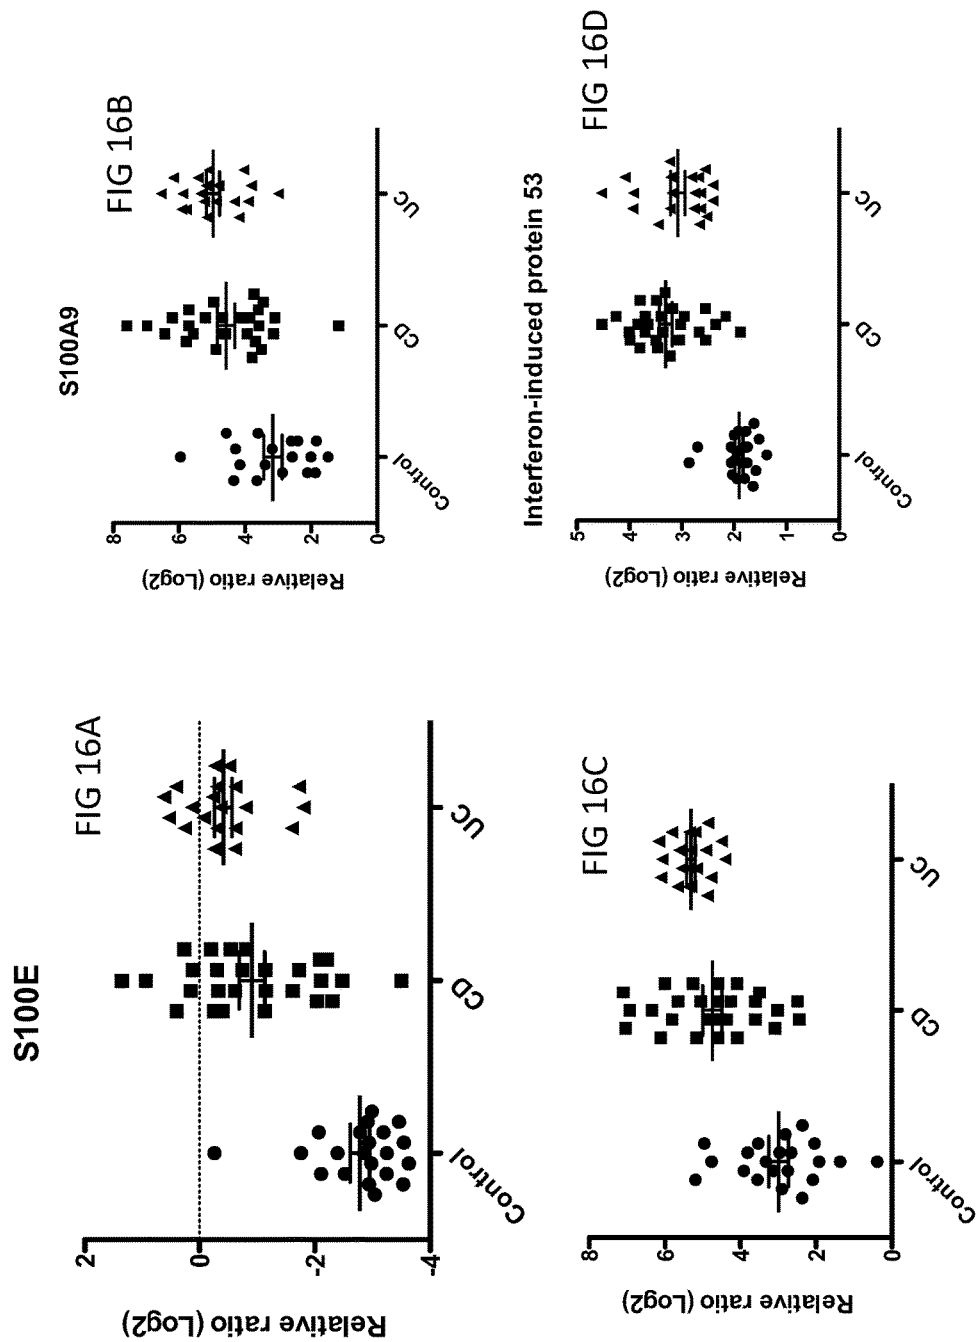 S100E
FIG 16A
Relative ratio (Log2)
2
0
-2
-4
Control
CD
UC
S100A9
FIG 16B
Relative ratio (Log2)
8
6
4
2
0
Control
CD
UC
FIG 16C
Relative ratio (Log2)
8
6
4
2
0
Control
CD
UC
Interferon-induced protein 53
FIG 16D
Relative ratio (Log2)
5
4
3
2
1
0
Control
CD
UC